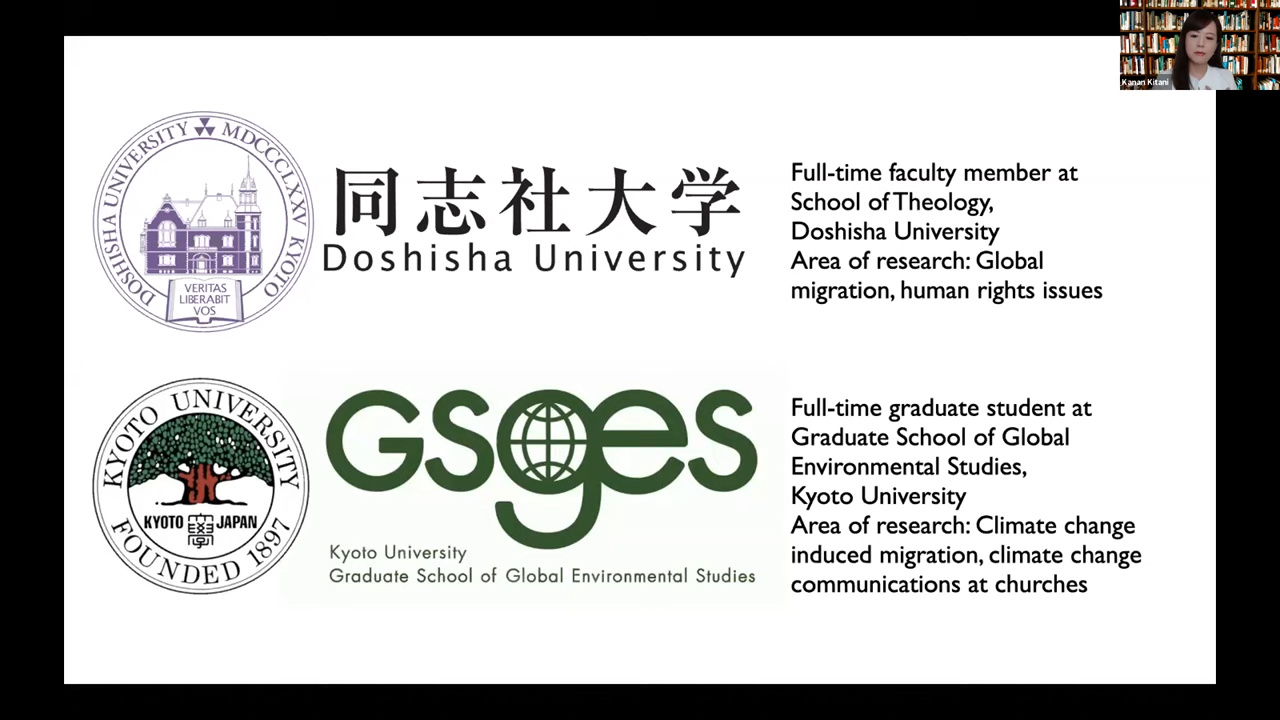 Kanan Kitani
DOSHISHA UNIVERSITY MDCCCLXXV KYOTO
VERITAS
LIBERABIT
VOS
同志社大学
Doshisha University
Full-time faculty member at
School of Theology,
Doshisha University
Area of research: Global
migration, human rights issues
KYOTO UNIVERSITY
KYOTO JAPAN
FOUNDED 1897
GSges
Kyoto University
Graduate School of Global Environmental Studies
Full-time graduate student at
Graduate School of Global
Environmental Studies,
Kyoto University
Area of research: Climate change
induced migration, climate change
communications at churches